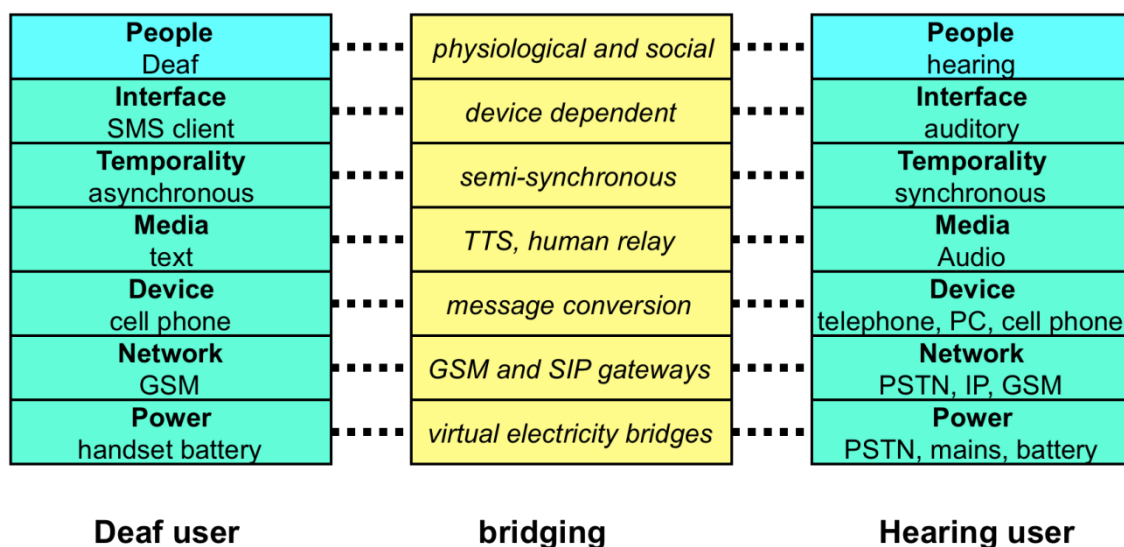 People
Deaf
Interface
SMS client
Temporality
asynchronous
Media
text
Device
cell phone
Network
GSM
Power
handset battery
Deaf user
physiological and social
device dependent
semi-synchronous
TTS, human relay
message conversion
GSM and SIP gateways
virtual electricity bridges
bridging
People
hearing
Interface
auditory
Temporality
synchronous
Media
Audio
Device
telephone, PC, cell phone
Network
PSTN, IP, GSM
Power
PSTN, mains, battery
Hearing user